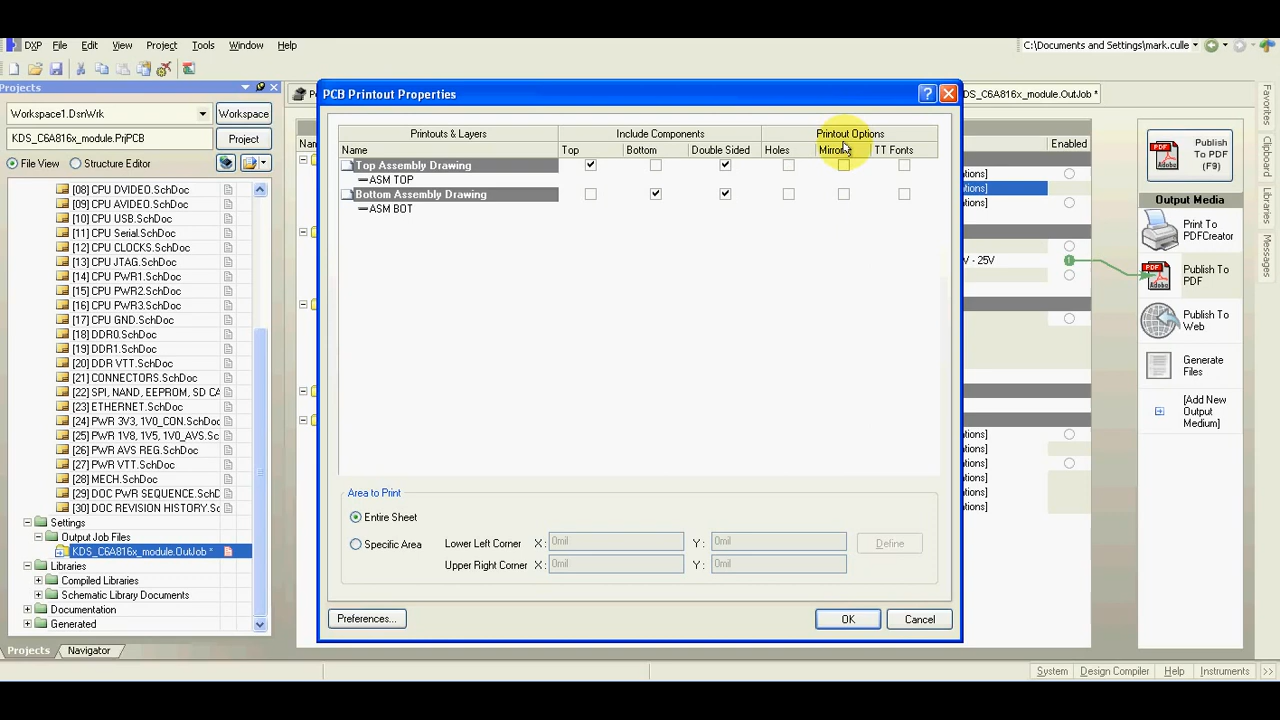 DXP File Edit View Project Tools Window Help
C:\Documents and Settings\mark.culle
Projects
Workspace1.DsnWrk Workspace
KDS_C6A816x_module.PrjPCB Project
File View Structure Editor
[08] CPU DVIDEO.SchDoc
[09] CPU AVIDEO.SchDoc
[10] CPU USB.SchDoc
[11] CPU Serial.SchDoc
[12] CPU CLOCKS.SchDoc
[13] CPU JTAG.SchDoc
[14] CPU PWR1.SchDoc
[15] CPU PWR2.SchDoc
[16] CPU PWR3.SchDoc
[17] CPU GND.SchDoc
[18] DDR0.SchDoc
[19] DDR1.SchDoc
[20] DDR VTT.SchDoc
[21] CONNECTORS.SchDoc
[22] SPI, NAND, EEPROM, SD CA
[23] ETHERNET.SchDoc
[24] PWR 3V3, 1V0_CON.SchDoc
[25] PWR 1V8, 1V5, 1V0_AVS.Sc
[26] PWR AVS REG.SchDoc
[27] PWR VTT.SchDoc
[28] MECH.SchDoc
[29] DOC PWR SEQUENCE.SchD
[30] DOC REVISION HISTORY.Sc
Settings
Output Job Files
KDS_C6A816x_module.OutJob *
Libraries
Compiled Libraries
Schematic Library Documents
Documentation
Generated
Projects Navigator
PCB Printout Properties
Printouts & Layers Include Components Printout Options
Name Top Bottom Double Sided Holes Mirror TT Fonts
Top Assembly Drawing
ASM TOP
Bottom Assembly Drawing
ASM BOT
Area to Print
Entire Sheet
Specific Area Lower Left Corner X : 0mil Y : 0mil Define
Upper Right Corner X : 0mil Y : 0mil
Preferences... OK Cancel
DS_C6A816x_module.OutJob *
Enabled
V - 25V
Publish
To PDF
(F9)
Output Media
Print To
PDFCreator
Publish To
PDF
Publish To
Web
Generate
Files
[Add New
Output
Medium]
Favorites
Libraries
Messages
System Design Compiler Help Instruments >>